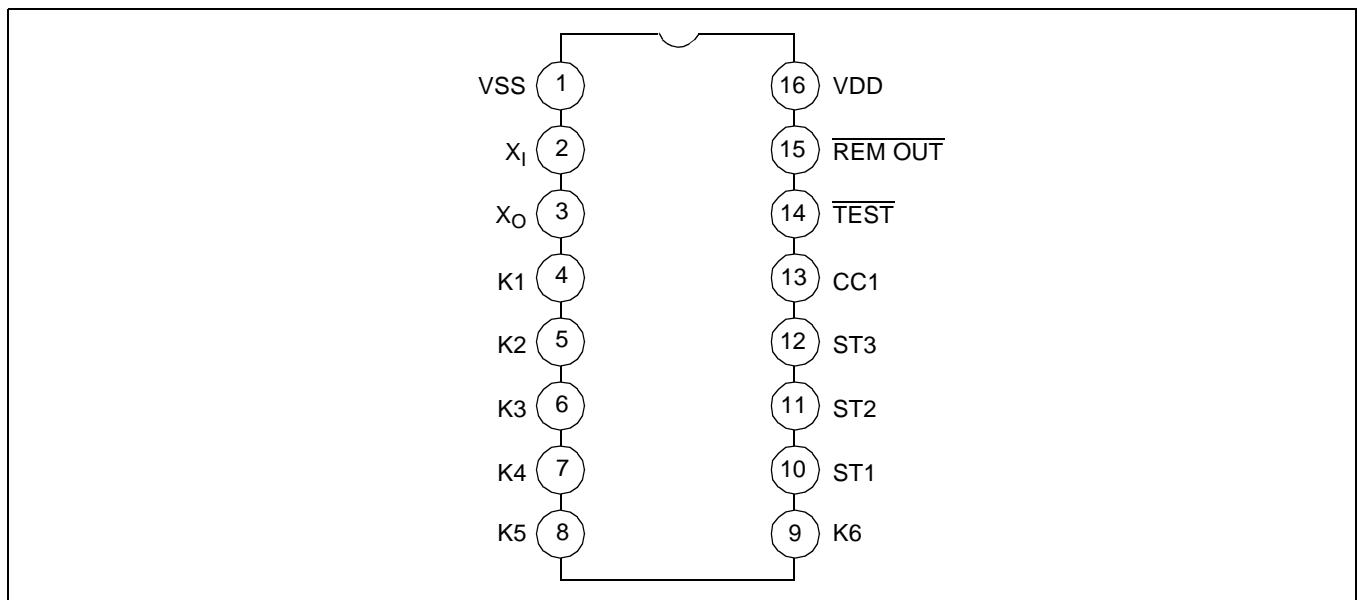 VSS 1 16 VDD
X_I 2 15 REM OUT
X_O 3 14 TEST
K1 4 13 CC1
K2 5 12 ST3
K3 6 11 ST2
K4 7 10 ST1
K5 8 9 K6